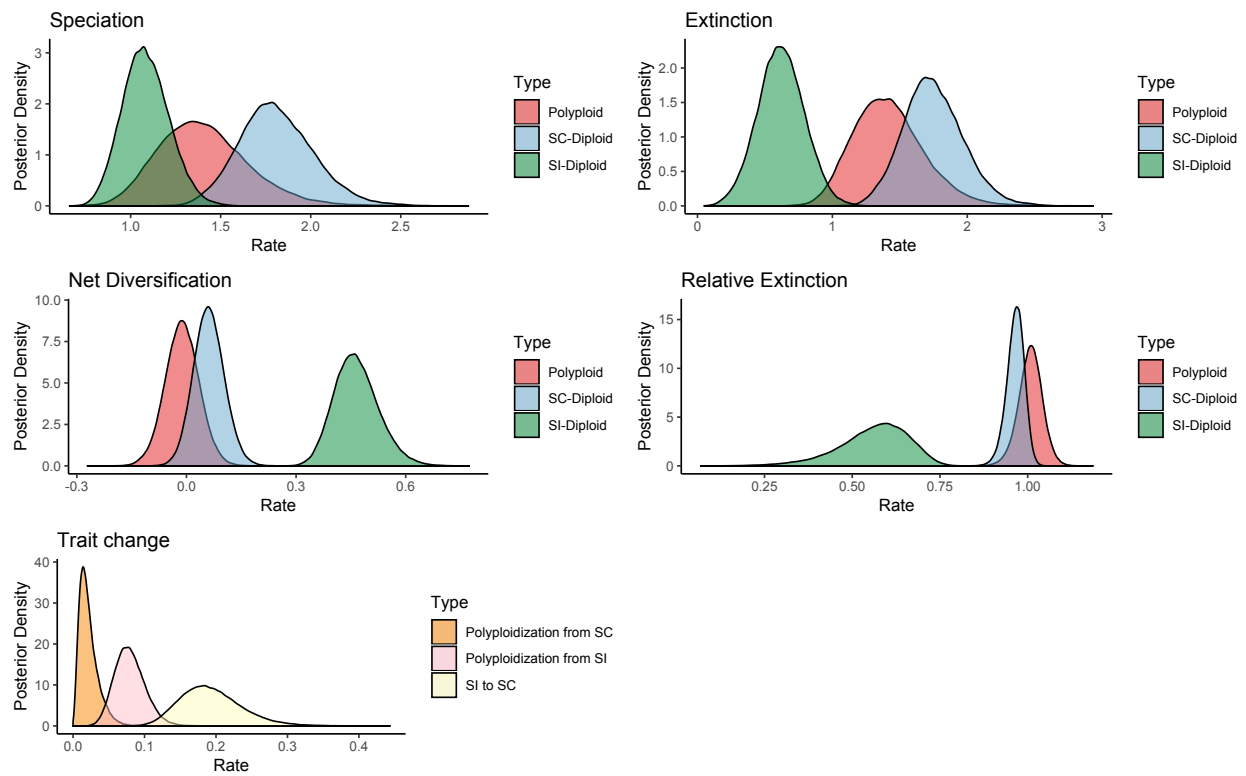 Speciation
Posterior Density
3
2
1
0
1.0 1.5 2.0 2.5
Rate
Type
Polyploid
SC-Diploid
SI-Diploid
Extinction
Posterior Density
2.0
1.5
1.0
0.5
0.0
0 1 2 3
Rate
Type
Polyploid
SC-Diploid
SI-Diploid
Net Diversification
Posterior Density
10.0
7.5
5.0
2.5
0.0
-0.3 0.0 0.3 0.6
Rate
Type
Polyploid
SC-Diploid
SI-Diploid
Relative Extinction
Posterior Density
15
10
5
0
0.25 0.50 0.75 1.00
Rate
Type
Polyploid
SC-Diploid
SI-Diploid
Trait change
Posterior Density
40
30
20
10
0
0.0 0.1 0.2 0.3 0.4
Rate
Type
Polyploidization from SC
Polyploidization from SI
SI to SC